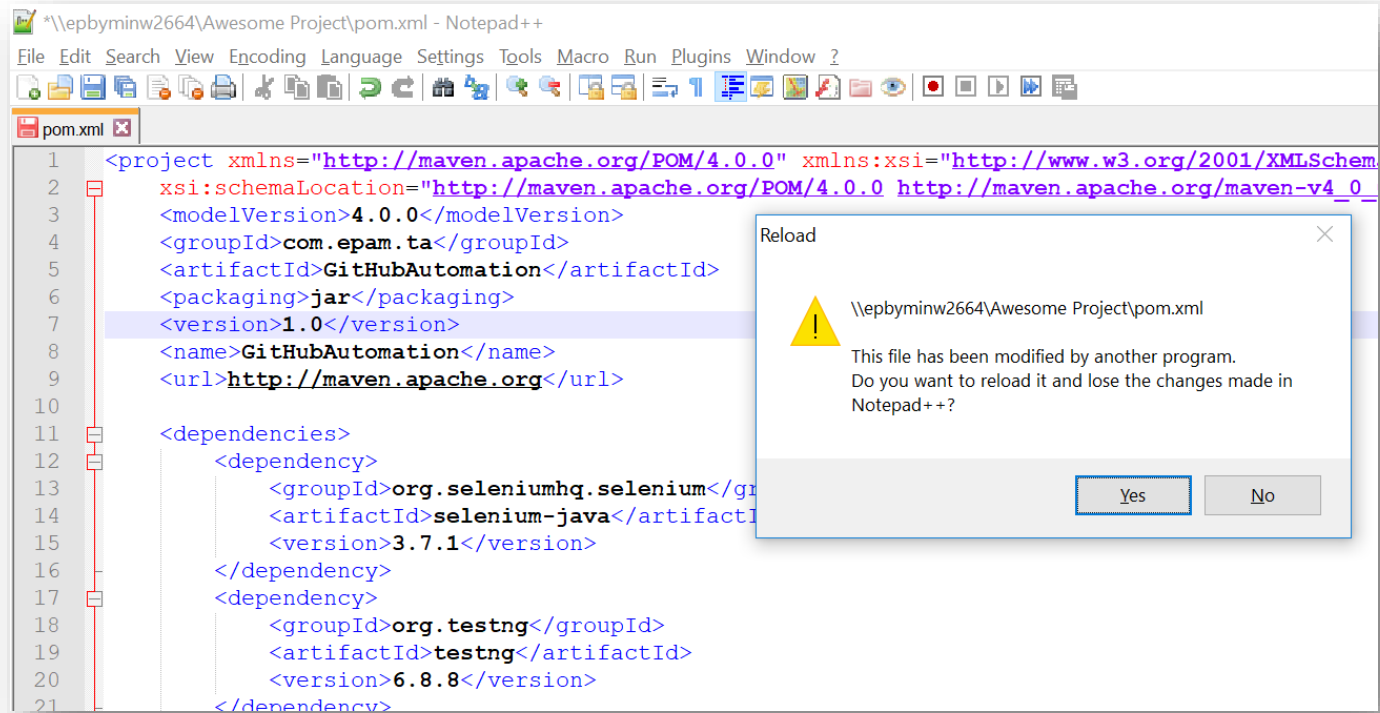 *\\epbyminw2664\Awesome Project\pom.xml - Notepad++
File Edit Search View Encoding Language Settings Tools Macro Run Plugins Window ?
pom.xml
1 <project xmlns="http://maven.apache.org/POM/4.0.0" xmlns:xsi="http://www.w3.org/2001/XMLSchema
2 xsi:schemaLocation="http://maven.apache.org/POM/4.0.0 http://maven.apache.org/maven-v4_0_
3 <modelVersion>4.0.0</modelVersion>
4 <groupId>com.epam.ta</groupId>
5 <artifactId>GitHubAutomation</artifactId>
6 <packaging>jar</packaging>
7 <version>1.0</version>
8 <name>GitHubAutomation</name>
9 <url>http://maven.apache.org</url>
10
11 <dependencies>
12 <dependency>
13 <groupId>org.seleniumhq.selenium</gr
14 <artifactId>selenium-java</artifactI
15 <version>3.7.1</version>
16 </dependency>
17 <dependency>
18 <groupId>org.testng</groupId>
19 <artifactId>testng</artifactId>
20 <version>6.8.8</version>
21 </dependency>
Reload
\\epbyminw2664\Awesome Project\pom.xml
This file has been modified by another program.
Do you want to reload it and lose the changes made in
Notepad++?
Yes No